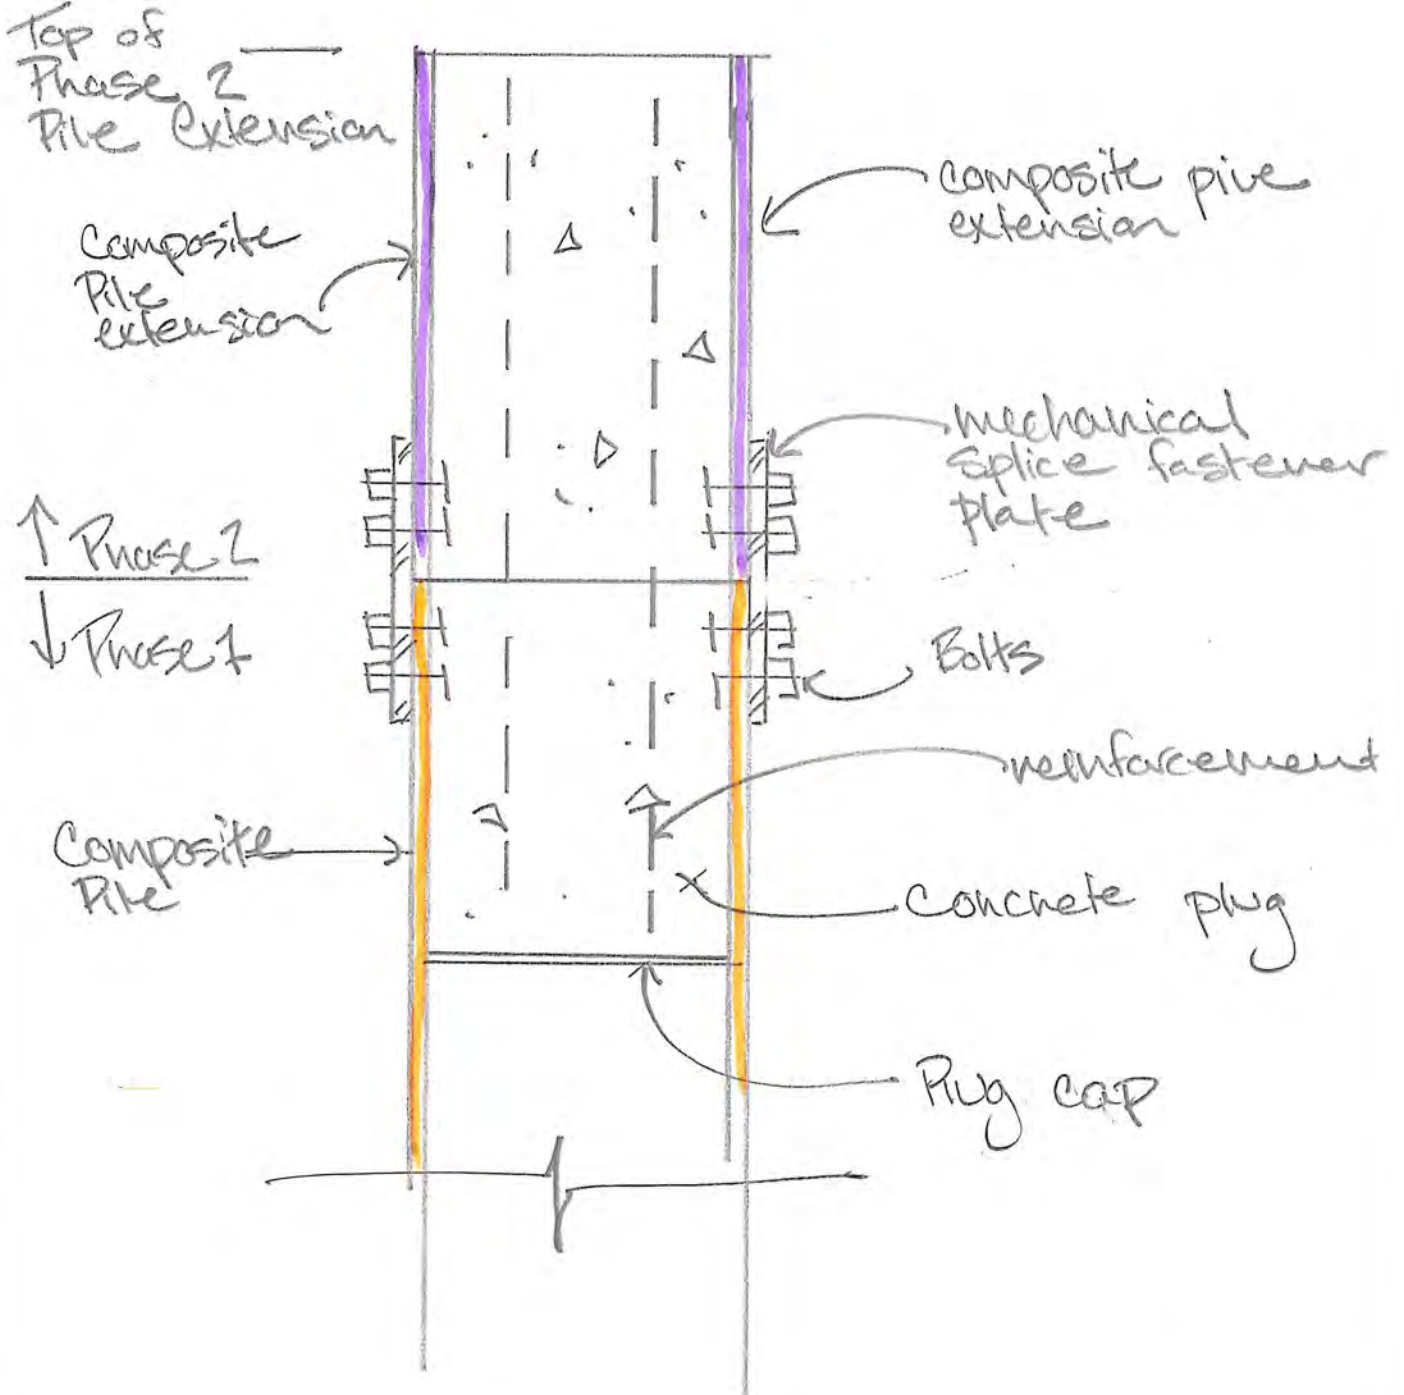 Top of
Phase 2
Pile Extension
Composite
Pile
extension
composite pile
extension
mechanical
splice fastener
plate
↑ Phase 2
↓ Phase 1
Bolts
reinforcement
Composite
Pile
Concrete plug
Plug cap